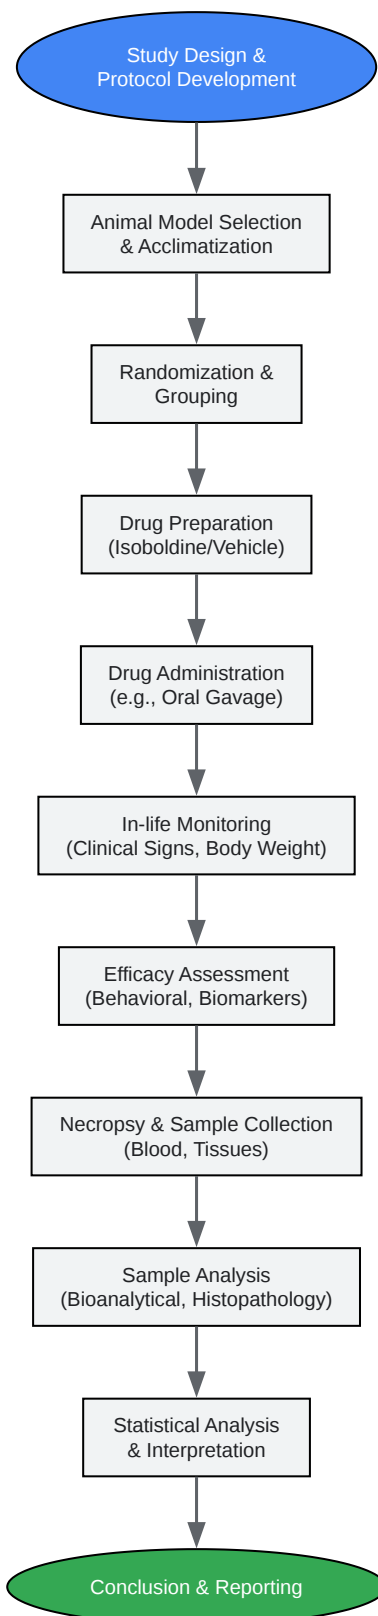 Study Design &
Protocol Development
Animal Model Selection
& Acclimatization
Randomization &
Grouping
Drug Preparation
(Isoboldine/Vehicle)
Drug Administration
(e.g., Oral Gavage)
In-life Monitoring
(Clinical Signs, Body Weight)
Efficacy Assessment
(Behavioral, Biomarkers)
Necropsy & Sample Collection
(Blood, Tissues)
Sample Analysis
(Bioanalytical, Histopathology)
Statistical Analysis
& Interpretation
Conclusion & Reporting